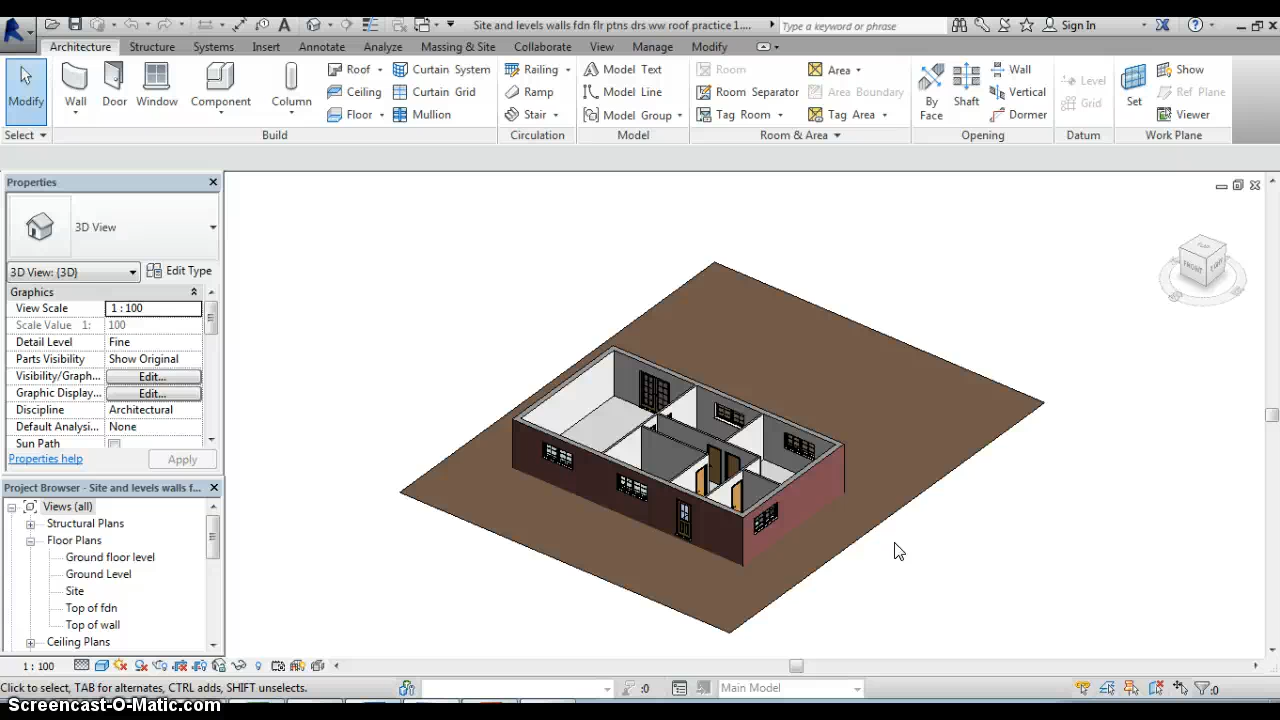 Site and levels walls fdn flr ptns drs ww roof practice 1....
Type a keyword or phrase
Sign In
Architecture Structure Systems Insert Annotate Analyze Massing & Site Collaborate View Manage Modify
Modify Wall Door Window Component Column
Roof Curtain System Railing Model Text Room Area Wall Level Show
Ceiling Curtain Grid Ramp Model Line Room Separator Area Boundary Vertical Grid Ref Plane
Floor Mullion Stair Model Group Tag Room Tag Area Dormer Viewer
By Face Shaft Set
Select Build Circulation Model Room & Area Opening Datum Work Plane
Properties
3D View
3D View: {3D} Edit Type
Graphics
View Scale 1 : 100
Scale Value 1: 100
Detail Level Fine
Parts Visibility Show Original
Visibility/Graph... Edit...
Graphic Display... Edit...
Discipline Architectural
Default Analysi... None
Sun Path
Properties help Apply
Project Browser - Site and levels walls f...
Views (all)
Structural Plans
Floor Plans
Ground floor level
Ground Level
Site
Top of fdn
Top of wall
Ceiling Plans
FRONT
1 : 100
Click to select, TAB for alternates, CTRL adds, SHIFT unselects.
:0
Main Model
:0
Screencast-O-Matic.com